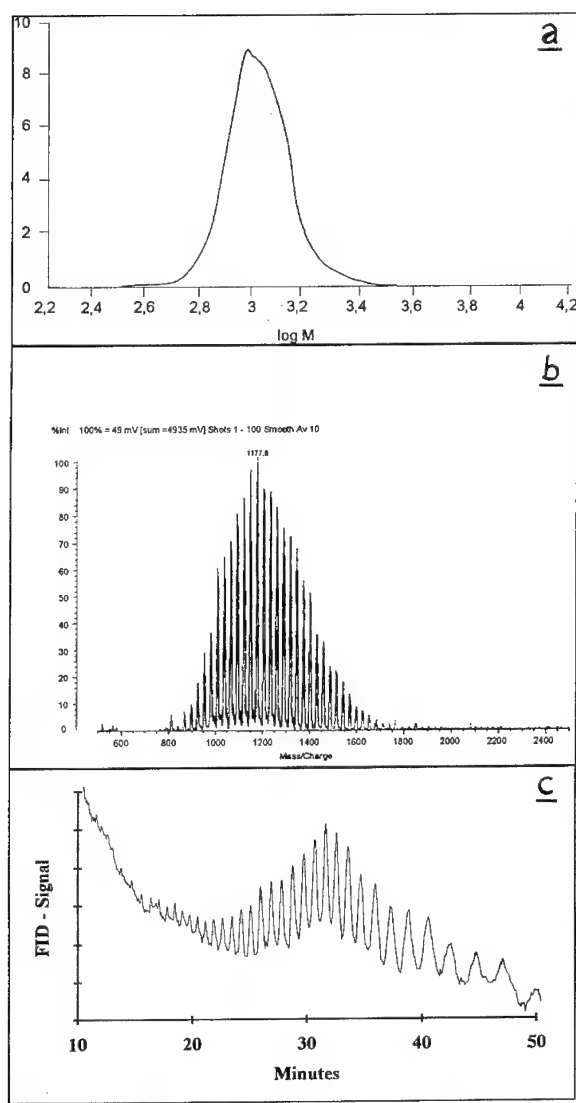 a
10
8
6
4
2
0
2,2 2,4 2,6 2,8 3 3,2 3,4 3,6 3,8 4 4,2
log M
b
%Int 100% = 49 mV [sum =4935 mV] Shots 1 - 100 Smooth Av 10
1177.8
100
90
80
70
60
50
40
30
20
10
0
600 800 1000 1200 1400 1600 1800 2000 2200 2400
Mass/Charge
c
FID - Signal
10 20 30 40 50
Minutes